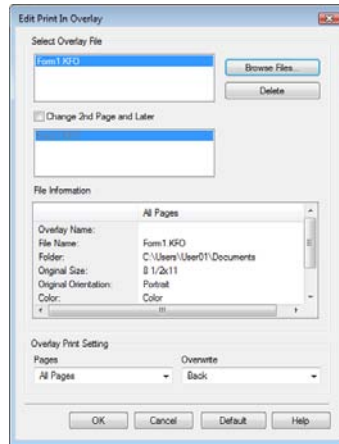 Edit Print In Overlay
Select Overlay File
Form1.KFO
Browse Files...
Delete
Change 2nd Page and Later
File Information
All Pages
Overlay Name:
File Name: Form1.KFO
Folder: C:\Users\User01\Documents
Original Size: 8 1/2x11
Original Orientation: Portrait
Color: Color
Overlay Print Setting
Pages Overwrite
All Pages Back
OK Cancel Default Help